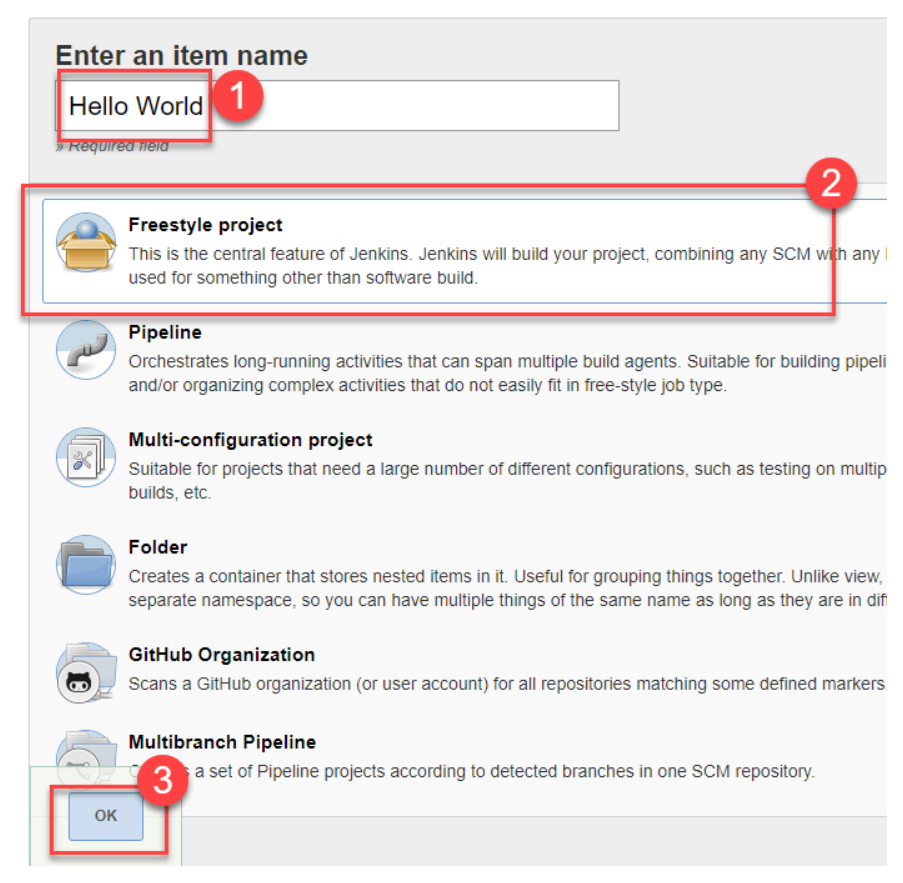 Enter an item name
Hello World
1
» Required field
2
Freestyle project
This is the central feature of Jenkins. Jenkins will build your project, combining any SCM with any
used for something other than software build.
Pipeline
Orchestrates long-running activities that can span multiple build agents. Suitable for building pipeli
and/or organizing complex activities that do not easily fit in free-style job type.
Multi-configuration project
Suitable for projects that need a large number of different configurations, such as testing on multip
builds, etc.
Folder
Creates a container that stores nested items in it. Useful for grouping things together. Unlike view,
separate namespace, so you can have multiple things of the same name as long as they are in dif
GitHub Organization
Scans a GitHub organization (or user account) for all repositories matching some defined markers
Multibranch Pipeline
a set of Pipeline projects according to detected branches in one SCM repository.
3
OK